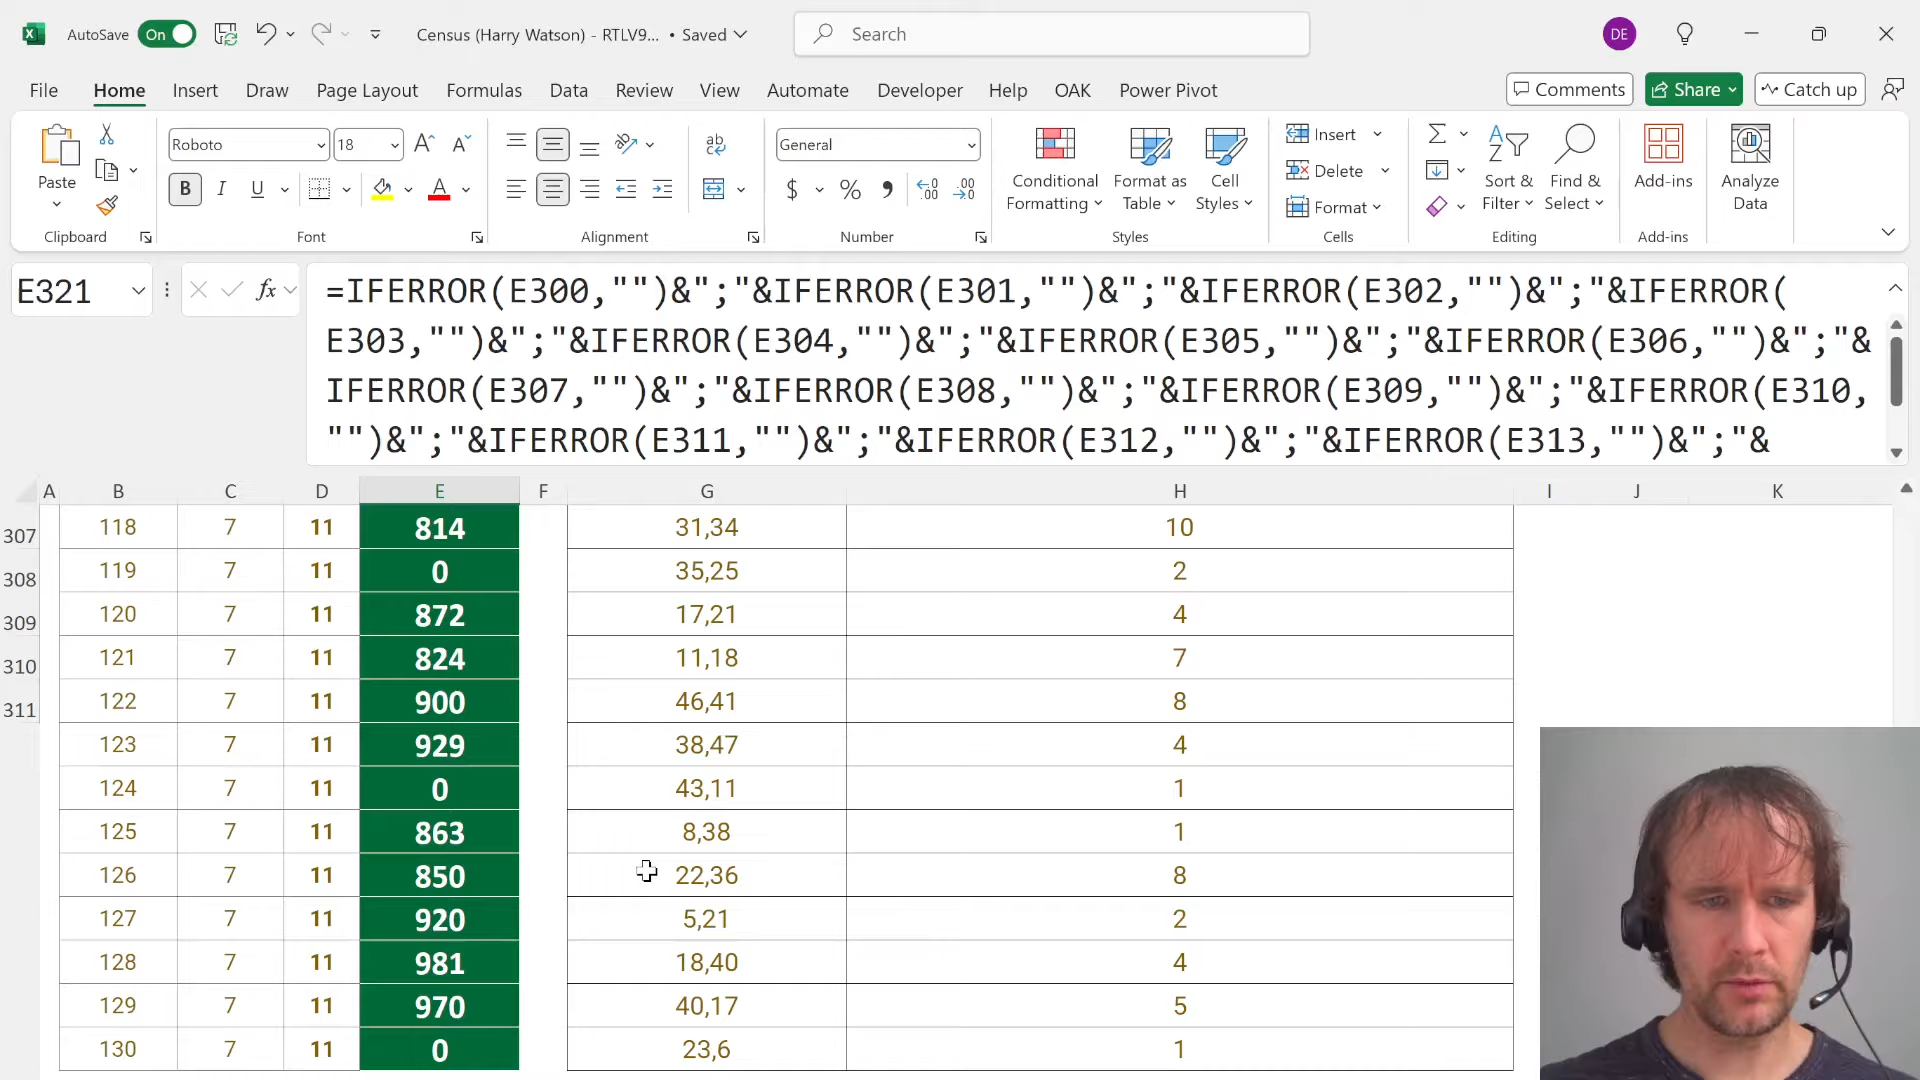 AutoSave On Census (Harry Watson) - RTLV9... • Saved Search DE
File Home Insert Draw Page Layout Formulas Data Review View Automate Developer Help OAK Power Pivot Comments Share Catch up
Paste Roboto 18 General Conditional Formatting Format as Table Cell Styles Insert Delete Format Sort & Filter Find & Select Add-ins Analyze Data
Clipboard Font Alignment Number Styles Cells Editing Add-ins
E321 fx =IFERROR(E300,"")&";"&IFERROR(E301,"")&";"&IFERROR(E302,"")&";"&IFERROR(
E303,"")&";"&IFERROR(E304,"")&";"&IFERROR(E305,"")&";"&IFERROR(E306,"")&";"&
IFERROR(E307,"")&";"&IFERROR(E308,"")&";"&IFERROR(E309,"")&";"&IFERROR(E310,
"")&";"&IFERROR(E311,"")&";"&IFERROR(E312,"")&";"&IFERROR(E313,"")&";"&
A B C D E F G H I J K
307 118 7 11 814 31,34 10
308 119 7 11 0 35,25 2
309 120 7 11 872 17,21 4
310 121 7 11 824 11,18 7
311 122 7 11 900 46,41 8
123 7 11 929 38,47 4
124 7 11 0 43,11 1
125 7 11 863 8,38 1
126 7 11 850 22,36 8
127 7 11 920 5,21 2
128 7 11 981 18,40 4
129 7 11 970 40,17 5
130 7 11 0 23,6 1